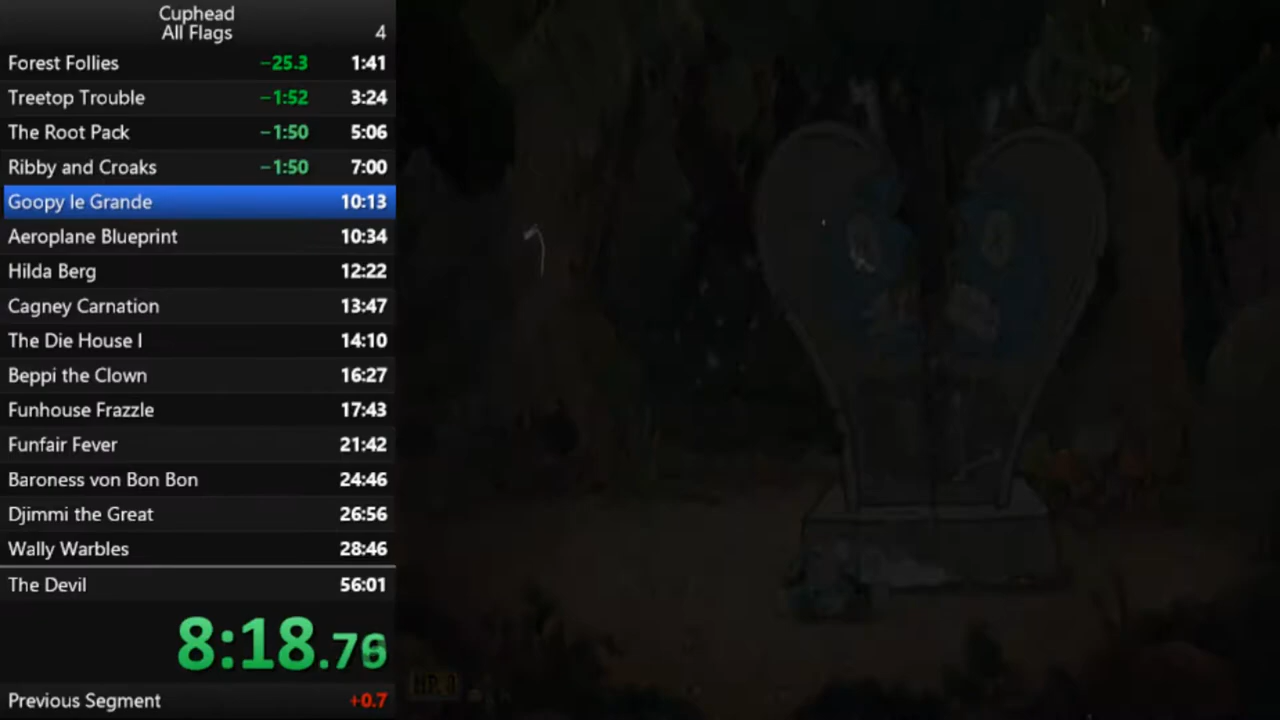 Cuphead
All Flags 4
Forest Follies −25.3 1:41
Treetop Trouble −1:52 3:24
The Root Pack −1:50 5:06
Ribby and Croaks −1:50 7:00
Goopy le Grande 10:13
Aeroplane Blueprint 10:34
Hilda Berg 12:22
Cagney Carnation 13:47
The Die House I 14:10
Beppi the Clown 16:27
Funhouse Frazzle 17:43
Funfair Fever 21:42
Baroness von Bon Bon 24:46
Djimmi the Great 26:56
Wally Warbles 28:46
The Devil 56:01
8:18.76
Previous Segment +0.7